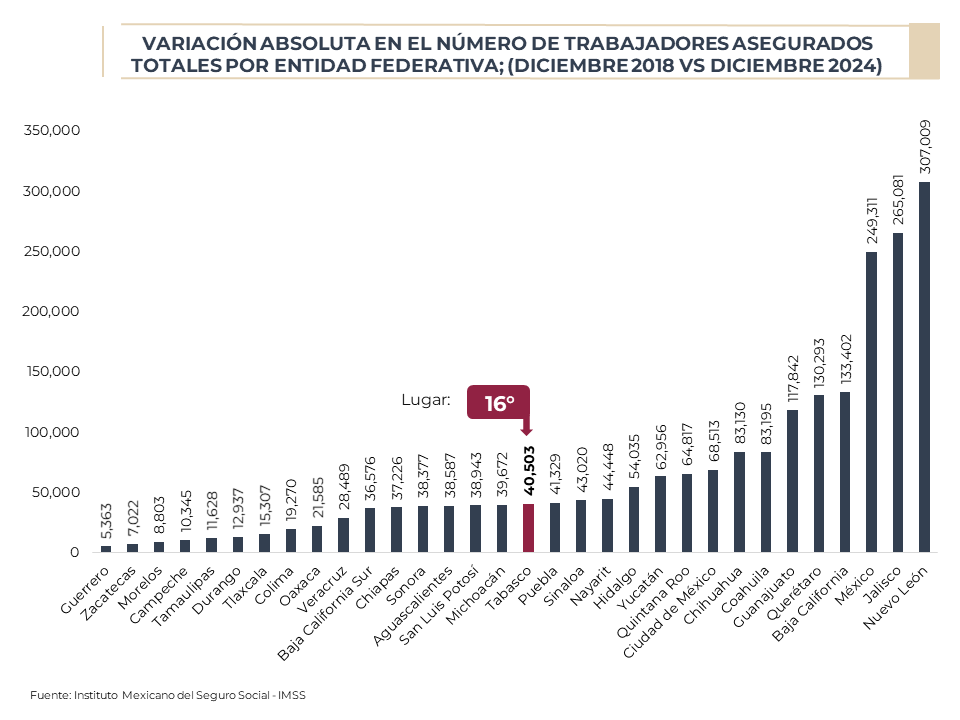 VARIACIÓN ABSOLUTA EN EL NÚMERO DE TRABAJADORES ASEGURADOS
TOTALES POR ENTIDAD FEDERATIVA; (DICIEMBRE 2018 VS DICIEMBRE 2024)
350,000
300,000
250,000
200,000
150,000
100,000
50,000
0
Lugar:
16°
5,363
7,022
8,803
10,345
11,628
12,937
15,307
19,270
21,585
28,489
36,576
37,226
38,377
38,587
38,943
39,672
40,503
41,329
43,020
44,448
54,035
62,956
64,817
68,513
83,130
83,195
117,842
130,293
133,402
249,311
265,081
307,009
Guerrero
Zacatecas
Morelos
Campeche
Tamaulipas
Durango
Tlaxcala
Colima
Oaxaca
Veracruz
Baja California Sur
Chiapas
Sonora
Aguascalientes
San Luis Potosí
Michoacán
Tabasco
Puebla
Sinaloa
Nayarit
Hidalgo
Yucatán
Quintana Roo
Ciudad de México
Chihuahua
Coahuila
Guanajuato
Querétaro
Baja California
México
Jalisco
Nuevo León
Fuente: Instituto Mexicano del Seguro Social - IMSS